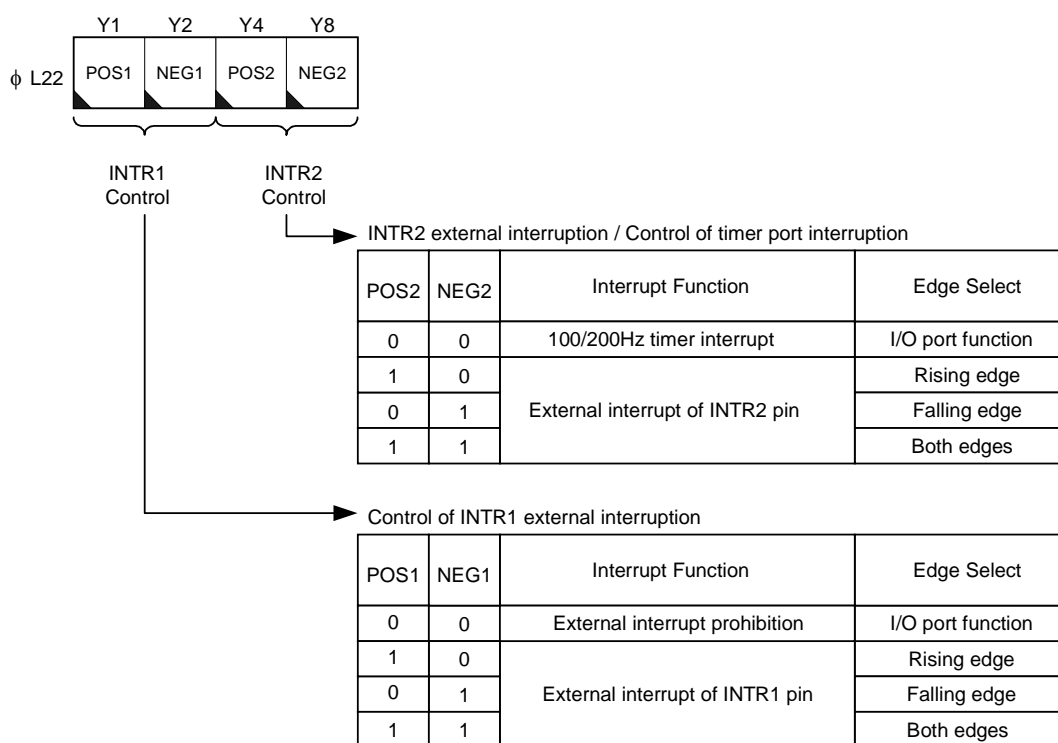 Y1 Y2 Y4 Y8
φ L22 POS1 NEG1 POS2 NEG2
INTR1 Control
INTR2 Control
INTR2 external interruption / Control of timer port interruption
POS2 NEG2 Interrupt Function Edge Select
0 0 100/200Hz timer interrupt I/O port function
1 0 Rising edge
0 1 External interrupt of INTR2 pin Falling edge
1 1 Both edges
Control of INTR1 external interruption
POS1 NEG1 Interrupt Function Edge Select
0 0 External interrupt prohibition I/O port function
1 0 Rising edge
0 1 External interrupt of INTR1 pin Falling edge
1 1 Both edges